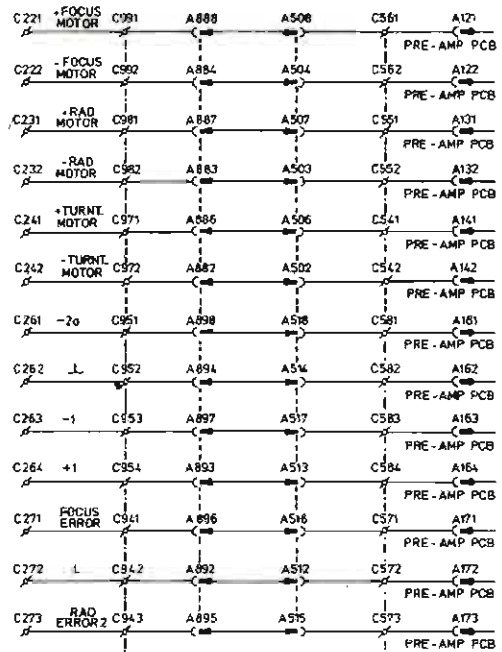 C221 +FOCUS MOTOR C991 A888 A508 C561 A121
PRE-AMP PCB
C222 -FOCUS MOTOR C992 A884 A504 C562 A122
PRE-AMP PCB
C231 +RAD MOTOR C981 A887 A507 C551 A131
PRE-AMP PCB
C232 -RAD MOTOR C982 A883 A503 C552 A132
PRE-AMP PCB
C241 +TURNT. MOTOR C971 A886 A506 C541 A141
PRE-AMP PCB
C242 -TURNT. MOTOR C972 A882 A502 C542 A142
PRE-AMP PCB
C261 -2a C951 A898 A518 C581 A161
PRE-AMP PCB
C262 ⊥ C952 A894 A514 C582 A162
PRE-AMP PCB
C263 -1 C953 A897 A517 C583 A163
PRE-AMP PCB
C264 +1 C954 A893 A513 C584 A164
PRE-AMP PCB
C271 FOCUS ERROR C941 A896 A516 C571 A171
PRE-AMP PCB
C272 ⊥ C942 A892 A512 C572 A172
PRE-AMP PCB
C273 RAD ERROR 2 C943 A895 A515 C573 A173
PRE-AMP PCB